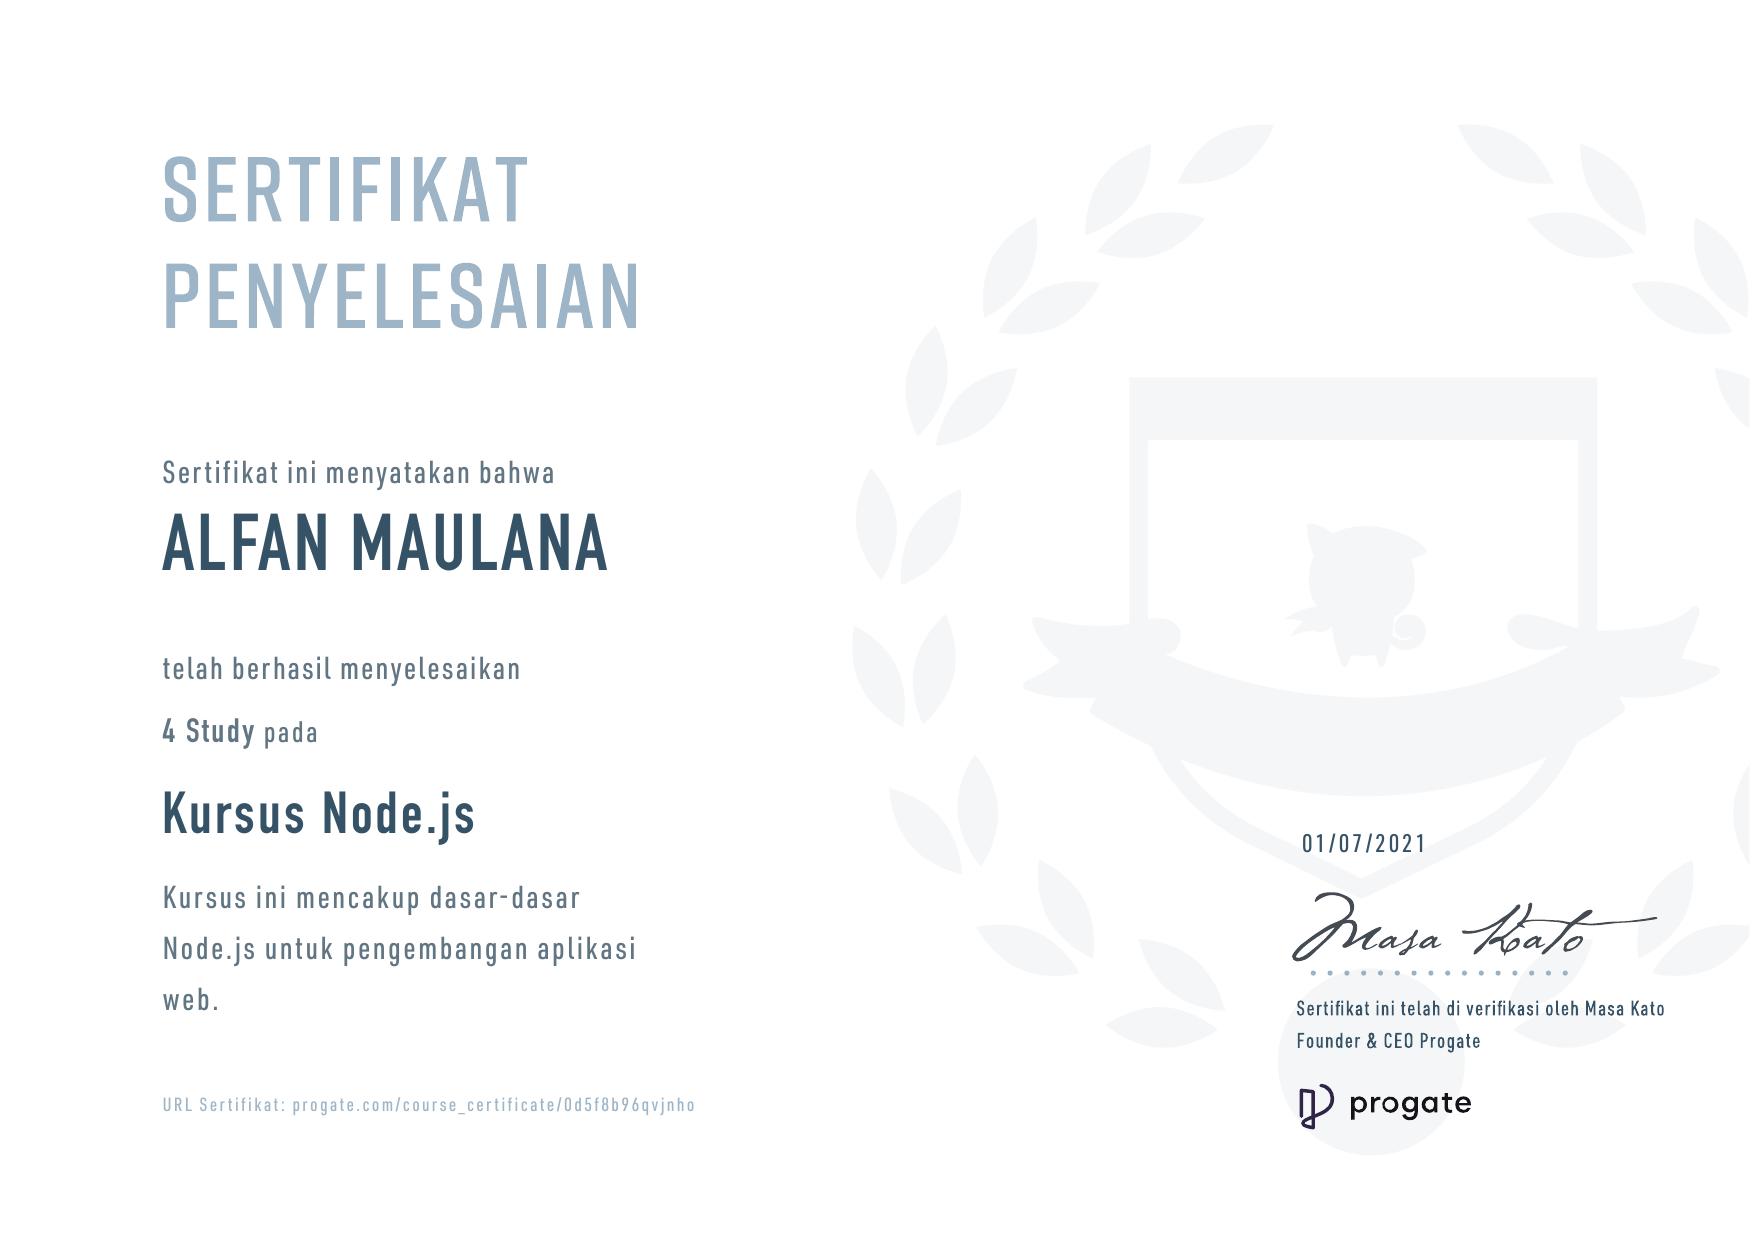 SERTIFIKAT
PENYELESAIAN
Sertifikat ini menyatakan bahwa
ALFAN MAULANA
telah berhasil menyelesaikan
4 Study pada
Kursus Node.js
Kursus ini mencakup dasar-dasar
Node.js untuk pengembangan aplikasi
web.
URL Sertifikat: progate.com/course_certificate/0d5f8b96qvjnho
01/07/2021
Masa Kato
Sertifikat ini telah di verifikasi oleh Masa Kato
Founder & CEO Progate
progate